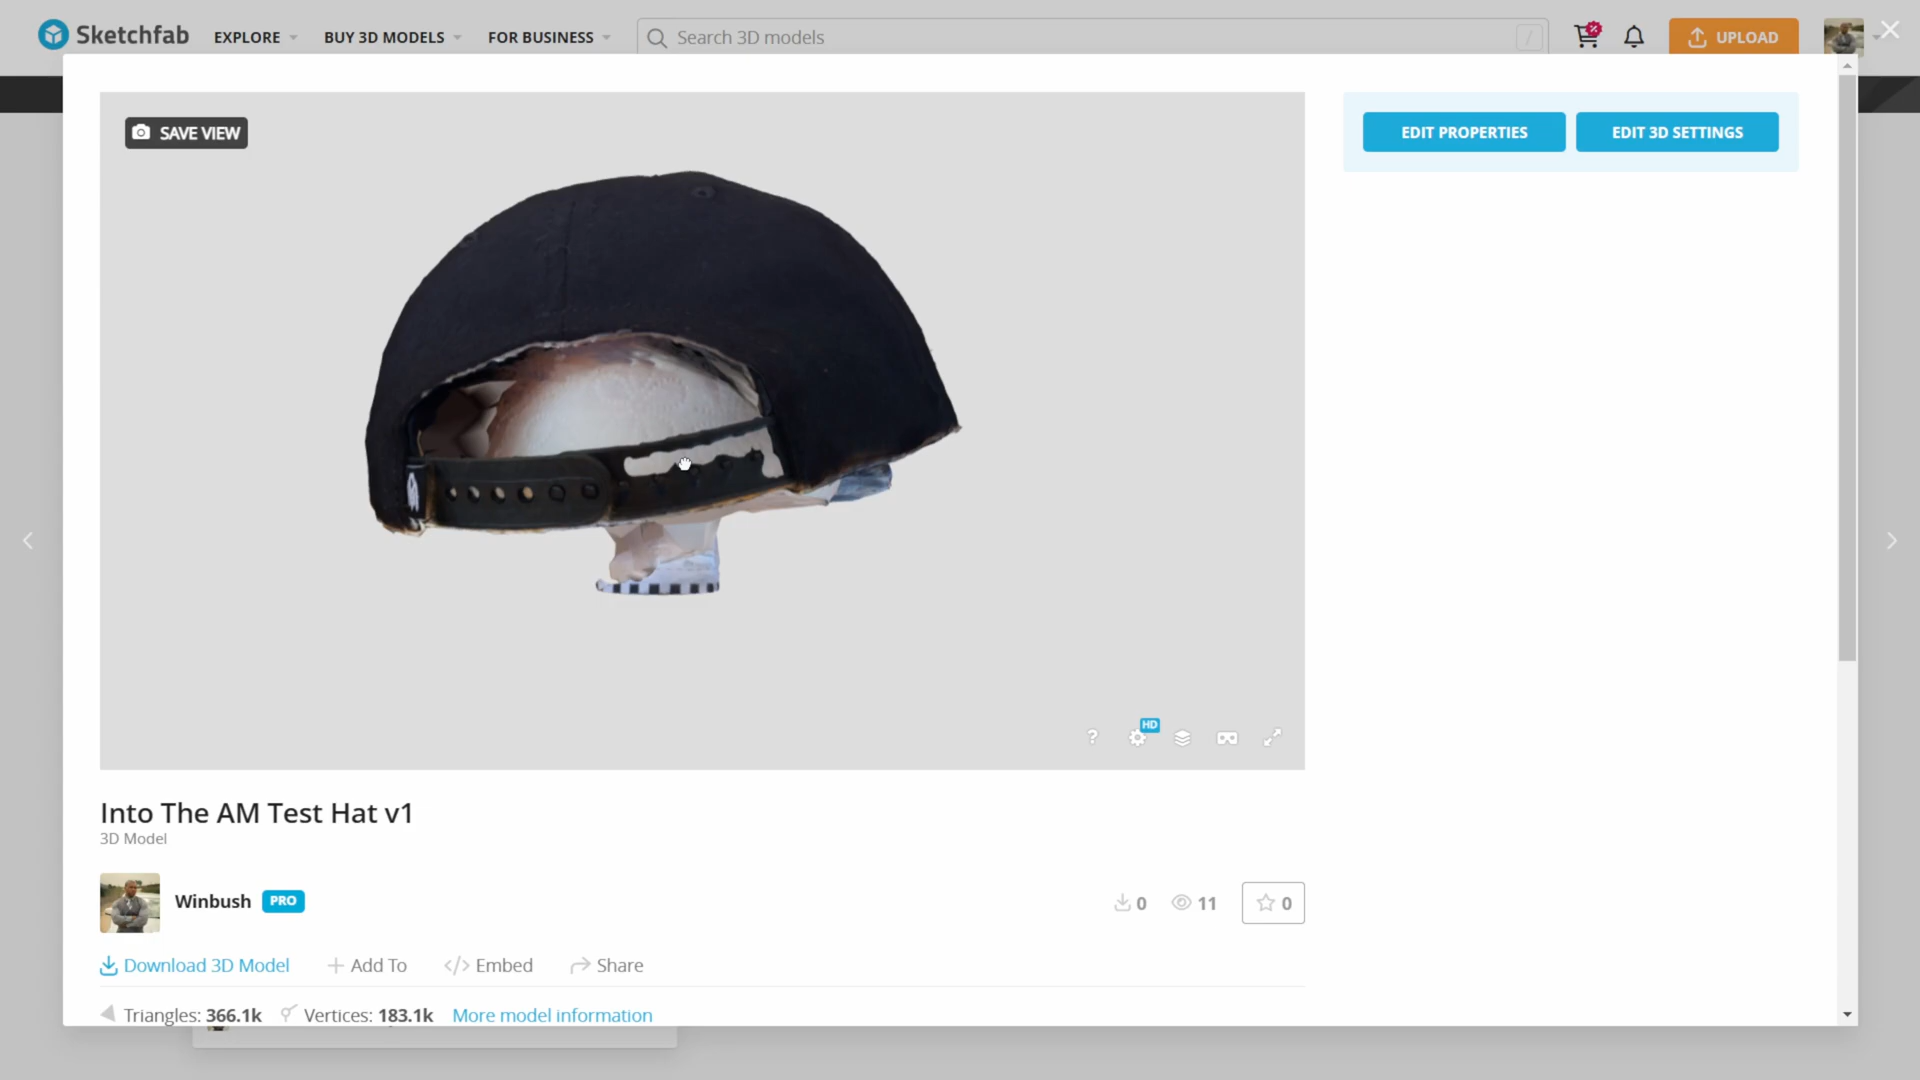 Sketchfab EXPLORE BUY 3D MODELS FOR BUSINESS Search 3D models / UPLOAD
SAVE VIEW
EDIT PROPERTIES EDIT 3D SETTINGS
? HD
Into The AM Test Hat v1
3D Model
Winbush PRO
0 11 0
Download 3D Model Add To Embed Share
Triangles: 366.1k Vertices: 183.1k More model information